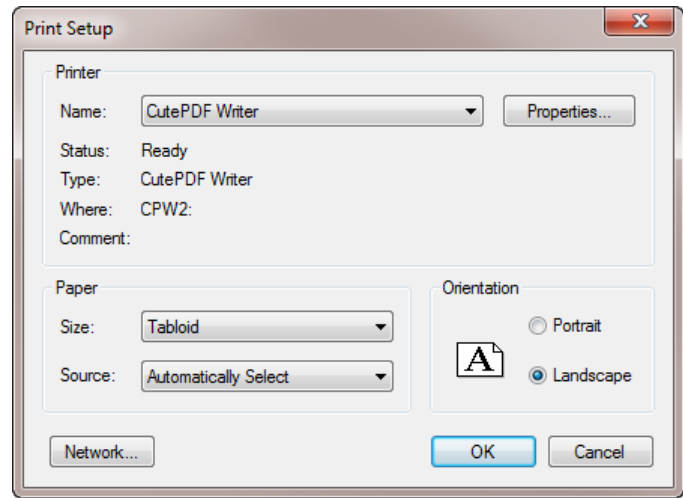 Print Setup
Printer
Name: CutePDF Writer Properties...
Status: Ready
Type: CutePDF Writer
Where: CPW2:
Comment:
Paper
Size: Tabloid
Source: Automatically Select
Orientation
A
Portrait
Landscape
Network... OK Cancel